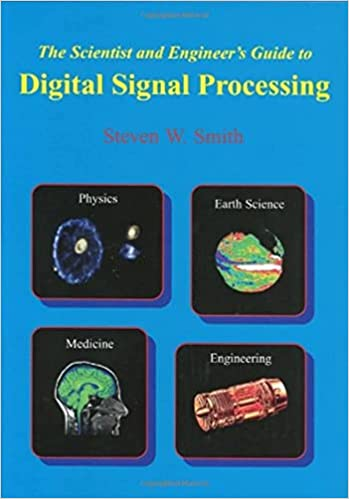 The Scientist and Engineer's Guide to
Digital Signal Processing
Steven W. Smith
Physics
Earth Science
Medicine
Engineering